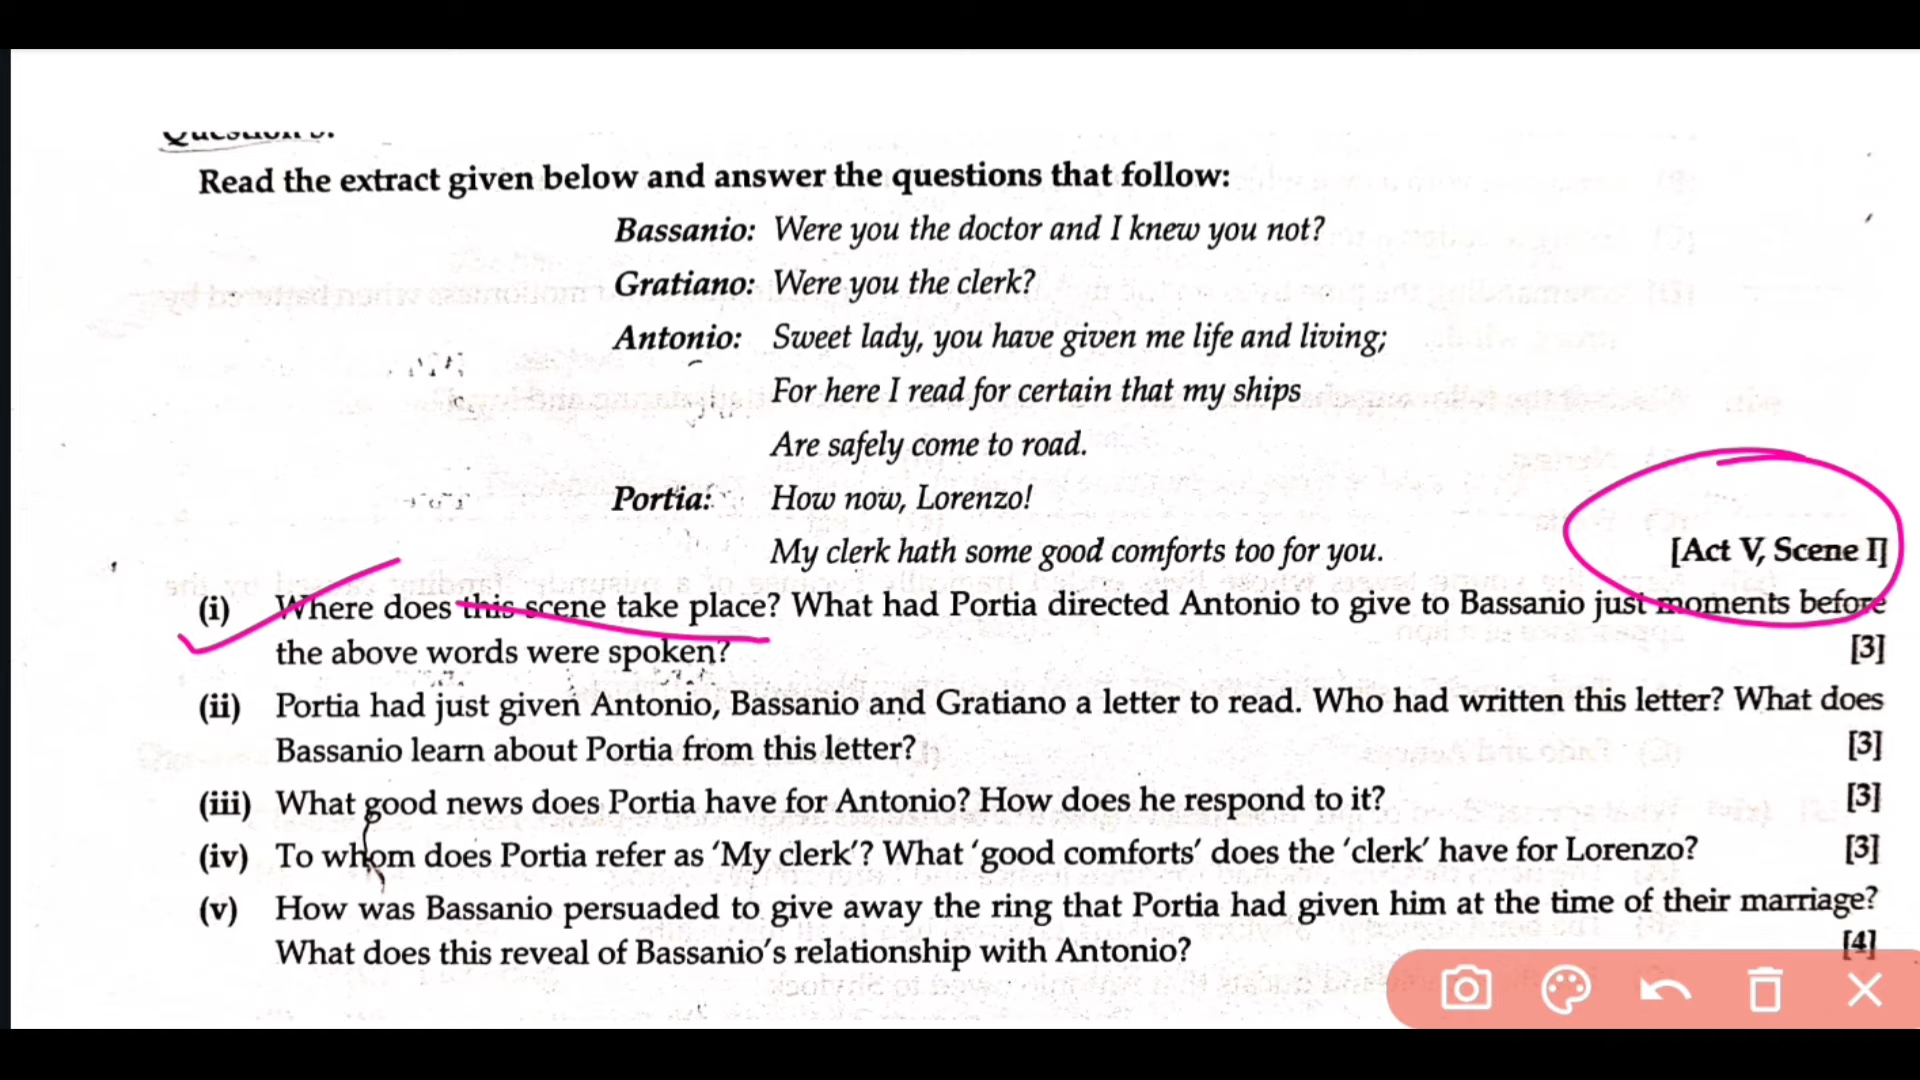 Read the extract given below and answer the questions that follow:
Bassanio: Were you the doctor and I knew you not?
Gratiano: Were you the clerk?
Antonio: Sweet lady, you have given me life and living;
For here I read for certain that my ships
Are safely come to road.
Portia: How now, Lorenzo!
My clerk hath some good comforts too for you. [Act V, Scene I]
(i) Where does this scene take place? What had Portia directed Antonio to give to Bassanio just moments before
the above words were spoken? [3]
(ii) Portia had just given Antonio, Bassanio and Gratiano a letter to read. Who had written this letter? What does
Bassanio learn about Portia from this letter? [3]
(iii) What good news does Portia have for Antonio? How does he respond to it? [3]
(iv) To whom does Portia refer as ‘My clerk’? What ‘good comforts’ does the ‘clerk’ have for Lorenzo? [3]
(v) How was Bassanio persuaded to give away the ring that Portia had given him at the time of their marriage?
What does this reveal of Bassanio’s relationship with Antonio? [4]